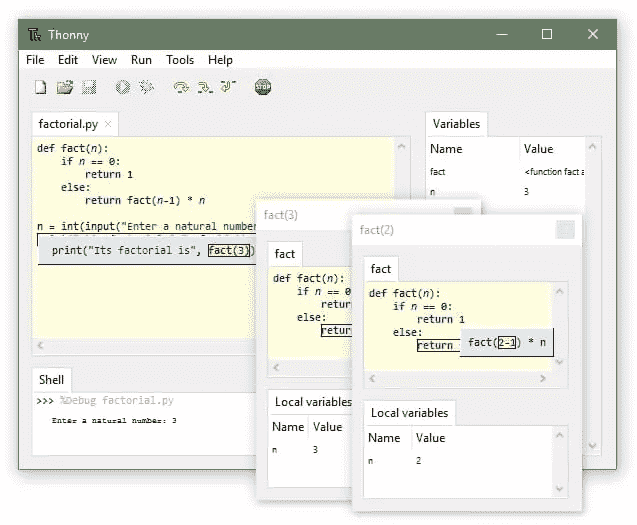 Thonny
File Edit View Run Tools Help
STOP
factorial.py
def fact(n):
if n == 0:
return 1
else:
return fact(n-1) * n
n = int(input("Enter a natural number
print("Its factorial is", fact(3))
Shell
>>> %Debug factorial.py
Enter a natural number: 3
Variables
Name Value
fact <function fact a
n 3
fact(3)
fact
def fact(n):
if n == 0
retur
else:
retur
Local variables
Name Value
n 3
fact(2)
fact
def fact(n):
if n == 0:
return 1
else:
return fact(2-1) * n
Local variables
Name Value
n 2